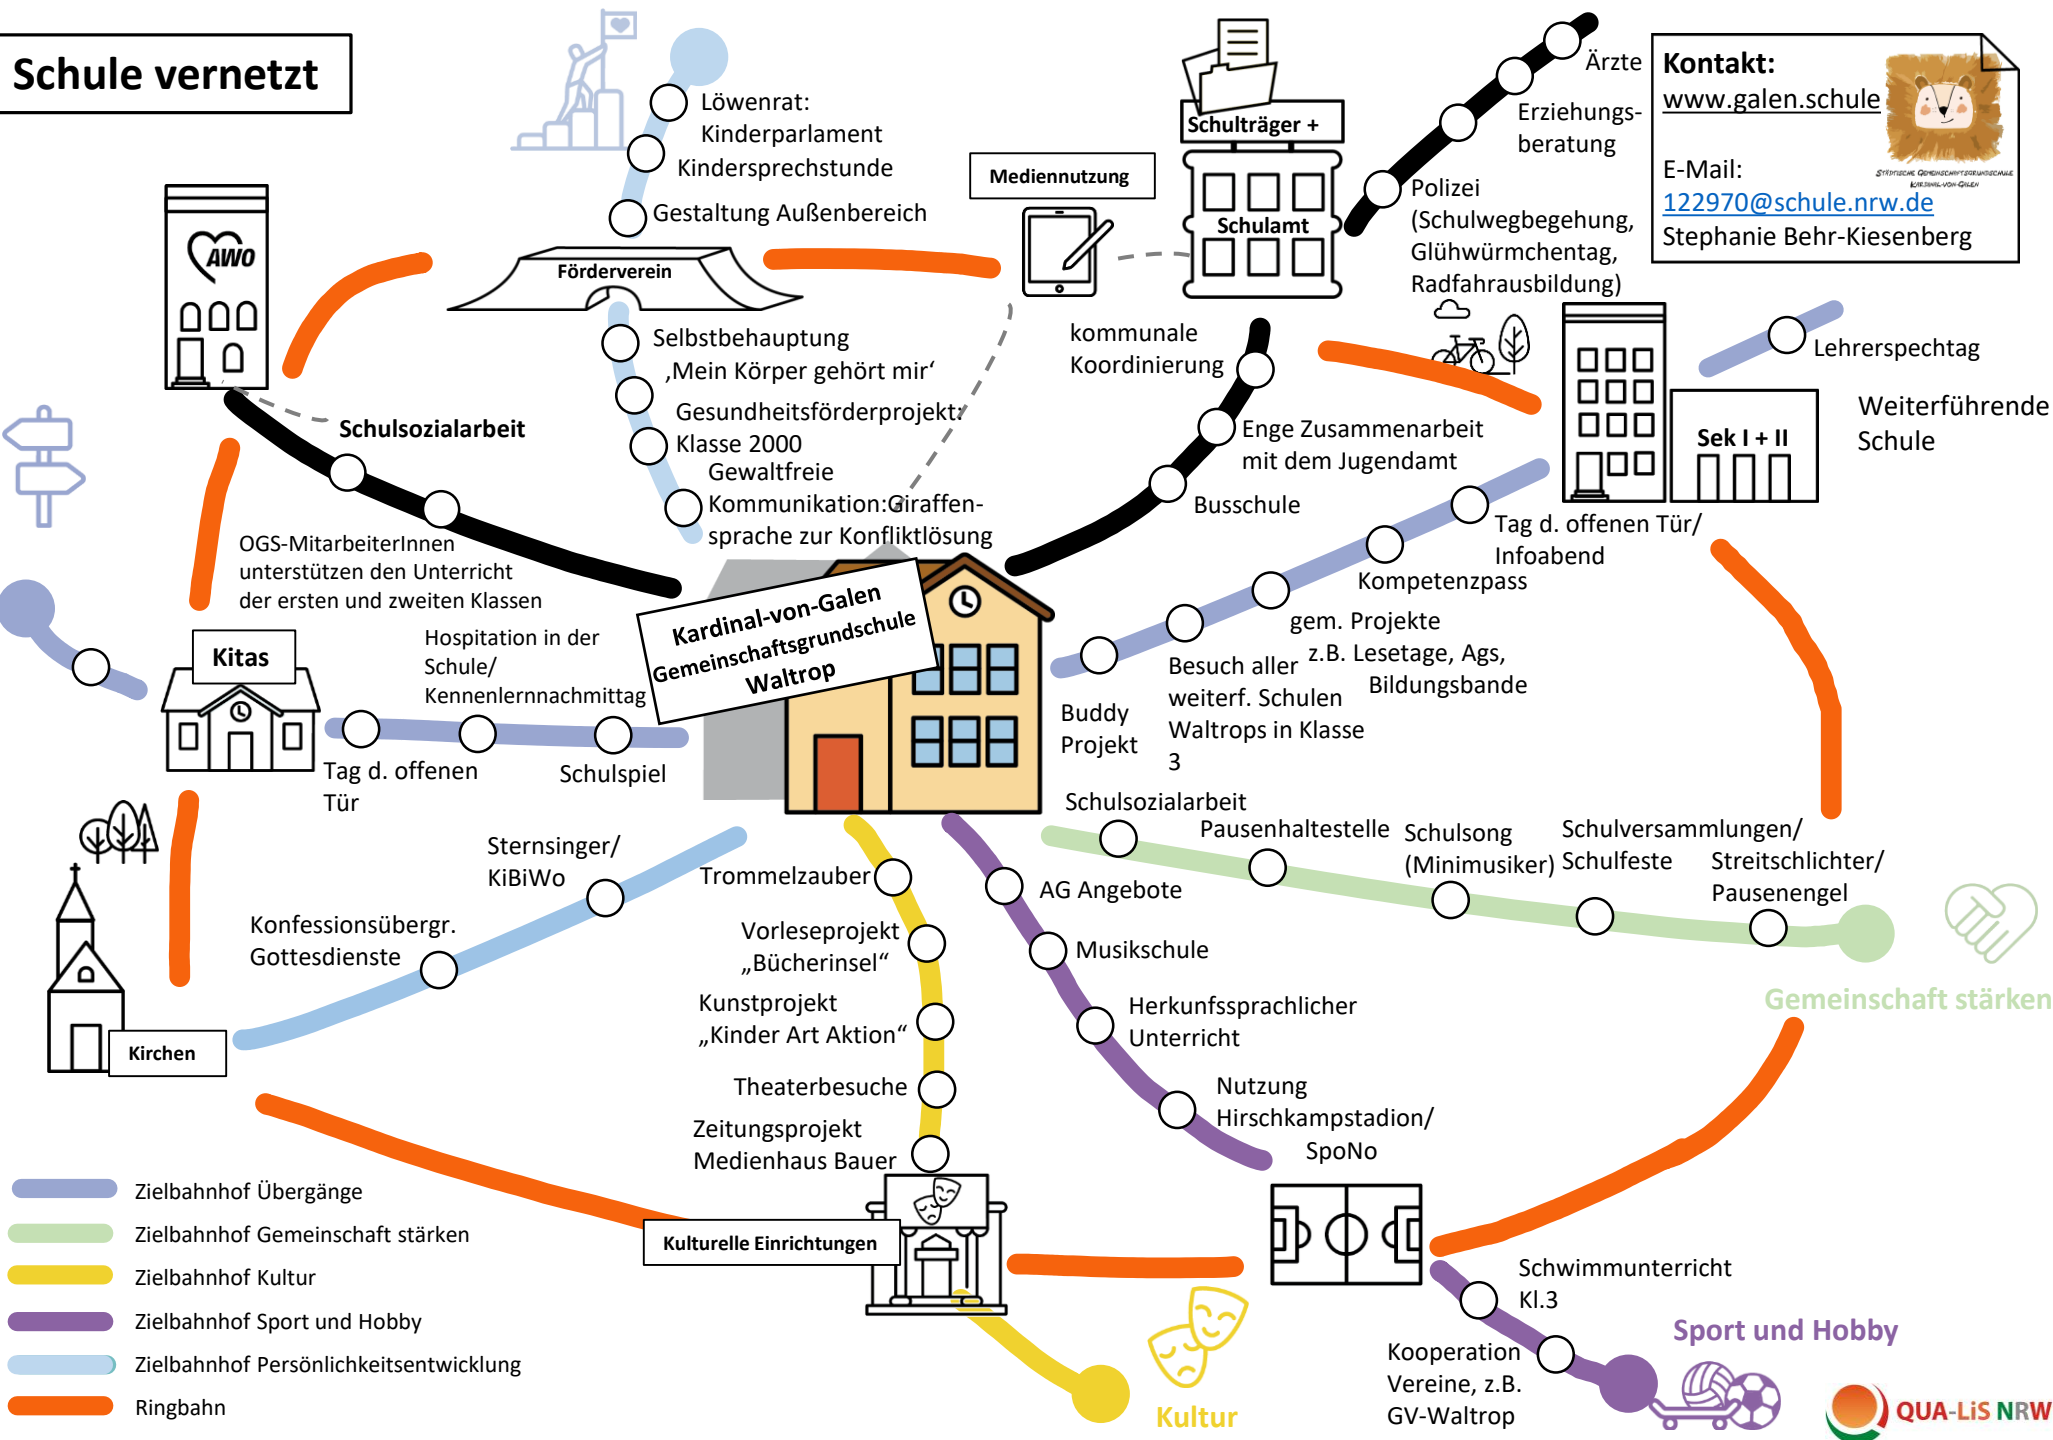 Schule vernetzt
Löwenrat:
Kinderparlament
Kindersprechstunde
Gestaltung Außenbereich
Förderverein
Mediennutzung
Schulträger +
Schulamt
Ärzte
Erziehungs-
beratung
Polizei
(Schulwegbegehung,
Glühwürmchentag,
Radfahrausbildung)
Kontakt:
www.galen.schule
STÄDTISCHE GEMEINSCHAFTSGRUNDSCHULE
KARDINAL-VON-GALEN
E-Mail:
122970@schule.nrw.de
Stephanie Behr-Kiesenberg
AWO
Schulsozialarbeit
OGS-MitarbeiterInnen
unterstützen den Unterricht
der ersten und zweiten Klassen
Selbstbehauptung
‚Mein Körper gehört mir‘
Gesundheitsförderprojekt:
Klasse 2000
Gewaltfreie
Kommunikation:Giraffen-
sprache zur Konfliktlösung
kommunale
Koordinierung
Enge Zusammenarbeit
mit dem Jugendamt
Busschule
Lehrerspechtag
Weiterführende
Schule
Sek I + II
Tag d. offenen Tür/
Infoabend
Kompetenzpass
gem. Projekte
z.B. Lesetage, Ags,
Bildungsbande
Besuch aller
weiterf. Schulen
Waltrops in Klasse
3
Buddy
Projekt
Kardinal-von-Galen
Gemeinschaftsgrundschule
Waltrop
Kitas
Hospitation in der
Schule/
Kennenlernnachmittag
Tag d. offenen
Tür
Schulspiel
Sternsinger/
KiBiWo
Konfessionsübergr.
Gottesdienste
Kirchen
Trommelzauber
Vorleseprojekt
„Bücherinsel“
Kunstprojekt
„Kinder Art Aktion“
Theaterbesuche
Zeitungsprojekt
Medienhaus Bauer
Kulturelle Einrichtungen
Kultur
Schulsozialarbeit
Pausenhaltestelle
Schulsong
(Minimusiker)
Schulversammlungen/
Schulfeste
Streitschlichter/
Pausenengel
Gemeinschaft stärken
AG Angebote
Musikschule
Herkunfssprachlicher
Unterricht
Nutzung
Hirschkampstadion/
SpoNo
Schwimmunterricht
Kl.3
Kooperation
Vereine, z.B.
GV-Waltrop
Sport und Hobby
Zielbahnhof Übergänge
Zielbahnhof Gemeinschaft stärken
Zielbahnhof Kultur
Zielbahnhof Sport und Hobby
Zielbahnhof Persönlichkeitsentwicklung
Ringbahn
QUA-LiS NRW